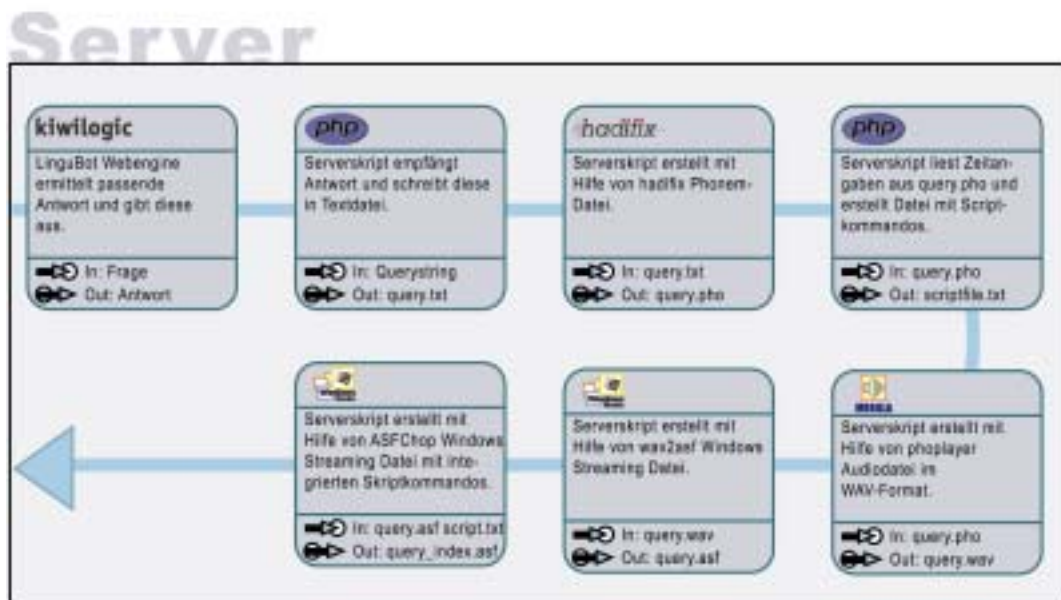 Server
kiwilogic
LinguBot Webengine
ermittelt passende
Antwort und gibt diese
aus.
In: Frage
Out: Antwort
php
Serverskript empfängt
Antwort und schreibt diese
in Textdatei.
In: Querystring
Out: query.txt
hadifix
Serverskript erstellt mit
Hilfe von hadifix Phonem-
Datei.
In: query.txt
Out: query.pho
php
Serverskript liest Zeitan-
gaben aus query.pho und
erstellt Datei mit Script-
kommandos.
In: query.pho
Out: scriptfile.txt
Serverskript erstellt mit
Hilfe von ASFChop Windows
Streaming Datei mit inte-
grierten Skriptkommandos.
In: query.asf script.txt
Out: query_index.asf
Serverskript erstellt mit
Hilfe von wav2asf Windows
Streaming Datei.
In: query.wav
Out: query.asf
MBROLA
Serverskript erstellt mit
Hilfe von phoplayer
Audiodatei im
WAV-Format.
In: query.pho
Out: query.wav